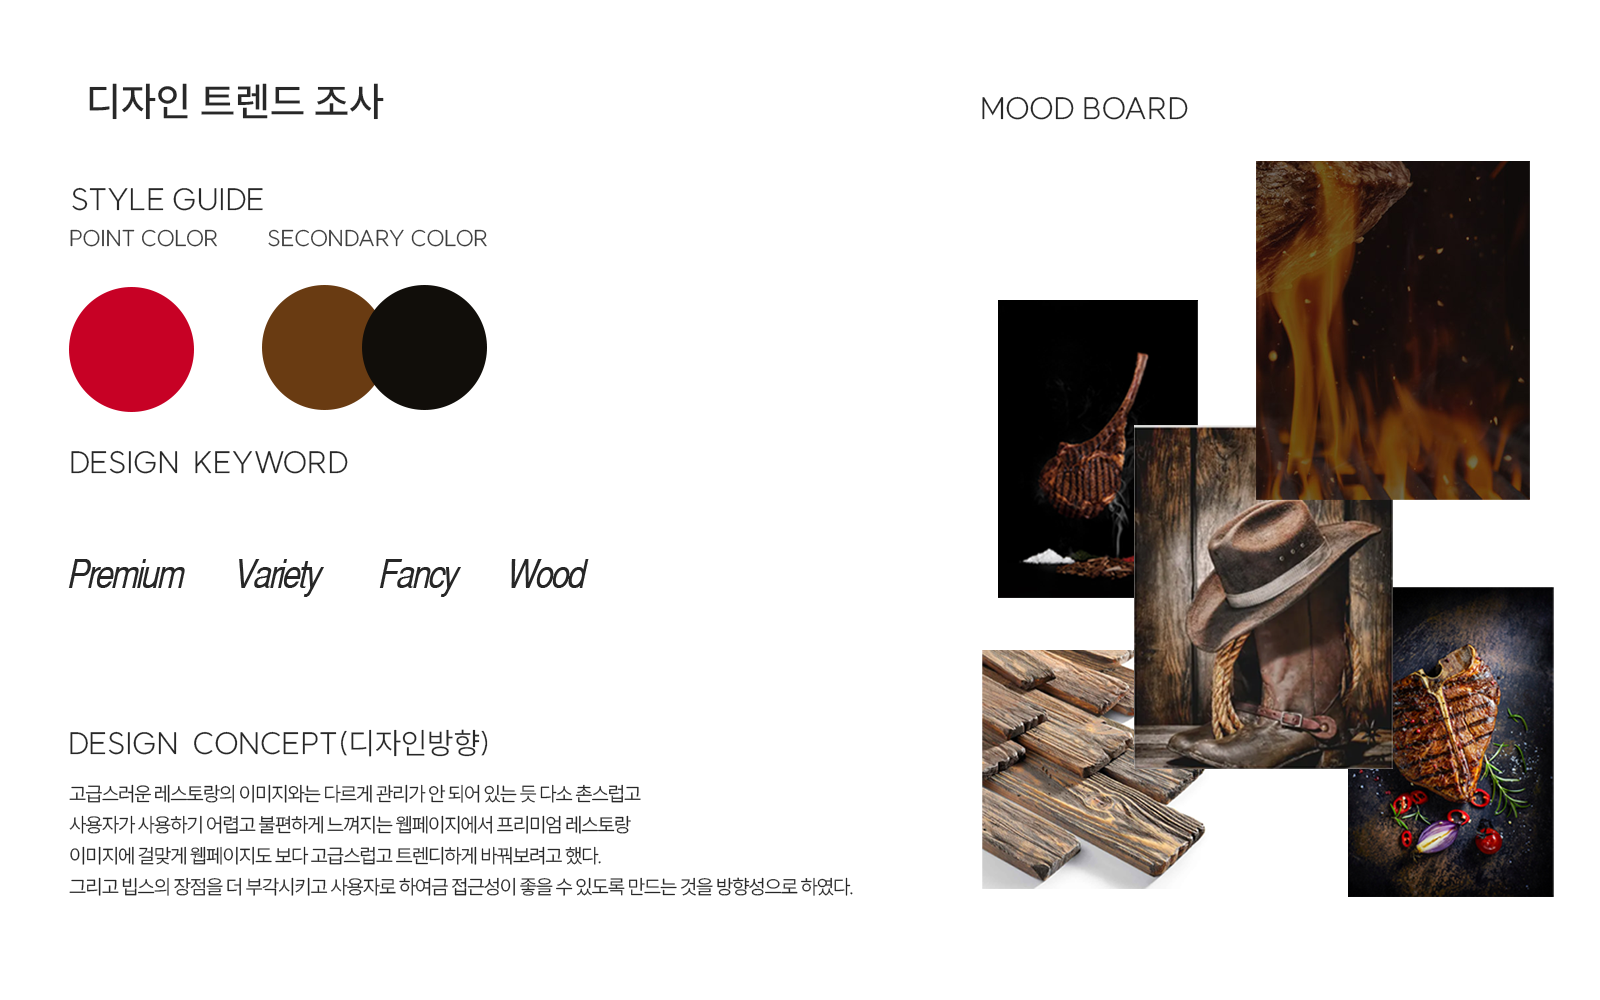 디자인 트렌드 조사
STYLE GUIDE
POINT COLOR SECONDARY COLOR
DESIGN KEYWORD
Premium Variety Fancy Wood
DESIGN CONCEPT(디자인방향)
고급스러운 레스토랑의 이미지와는 다르게 관리가 안 되어 있는 듯 다소 촌스럽고
사용자가 사용하기 어렵고 불편하게 느껴지는 웹페이지에서 프리미엄 레스토랑
이미지에 걸맞게 웹페이지도 보다 고급스럽고 트렌디하게 바꿔보려고 했다.
그리고 빕스의 장점을 더 부각시키고 사용자로 하여금 접근성이 좋을 수 있도록 만드는 것을 방향성으로 하였다.
MOOD BOARD